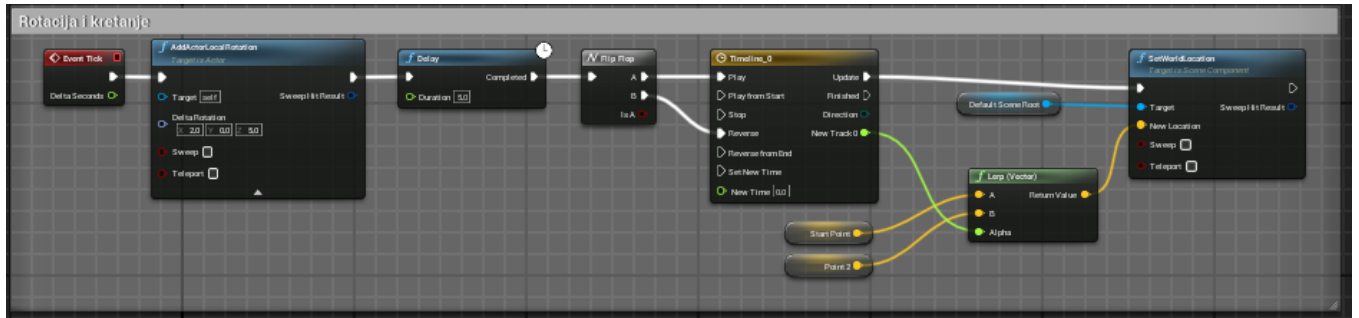 Rotacija i kretanje
Event Tick
Delta Seconds
AddActorLocalRotation
Target is Actor
Target self
Sweep Hit Result
Delta Rotation
X 2,0 Y 0,0 Z 5,0
Sweep
Teleport
Delay
Completed
Duration 5,0
Flip Flop
A
B
Is A
Timeline_0
Play
Update
Play from Start
Finished
Stop
Direction
Reverse
New Track 0
Reverse from End
Set New Time
New Time 0,0
Start Point
Point 2
Default Scene Root
Lerp (Vector)
A
Return Value
B
Alpha
SetWorldLocation
Target is Scene Component
Target
Sweep Hit Result
New Location
Sweep
Teleport